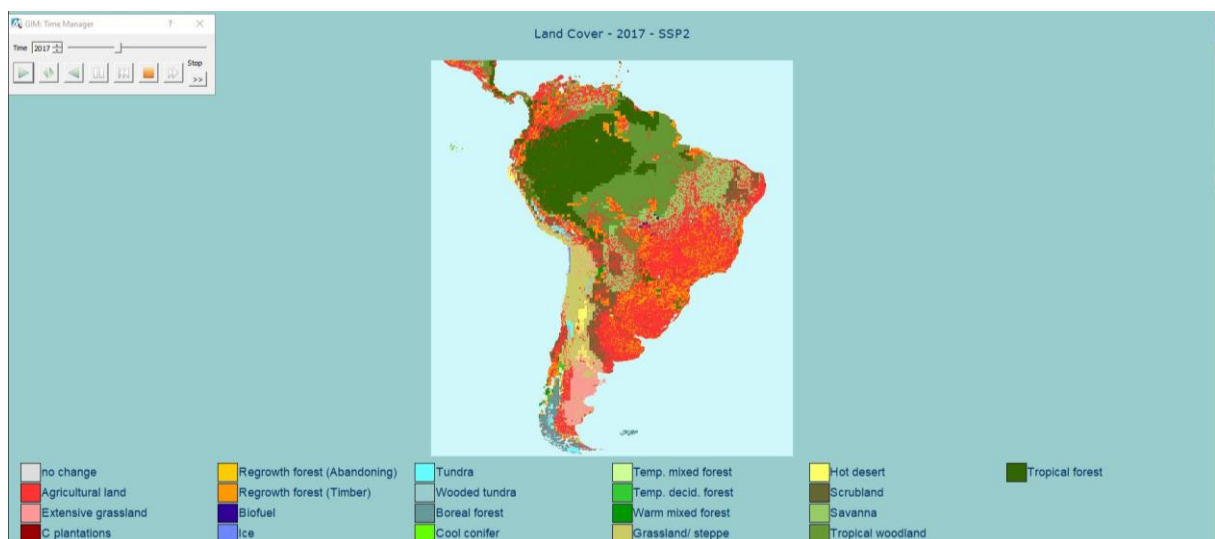 GIM: Time Manager ? ×
Time 2017
Stop
>>
Land Cover - 2017 - SSP2
no change
Agricultural land
Extensive grassland
C plantations
Regrowth forest (Abandoning)
Regrowth forest (Timber)
Biofuel
Ice
Tundra
Wooded tundra
Boreal forest
Cool conifer
Temp. mixed forest
Temp. decid. forest
Warm mixed forest
Grassland/ steppe
Hot desert
Scrubland
Savanna
Tropical woodland
Tropical forest